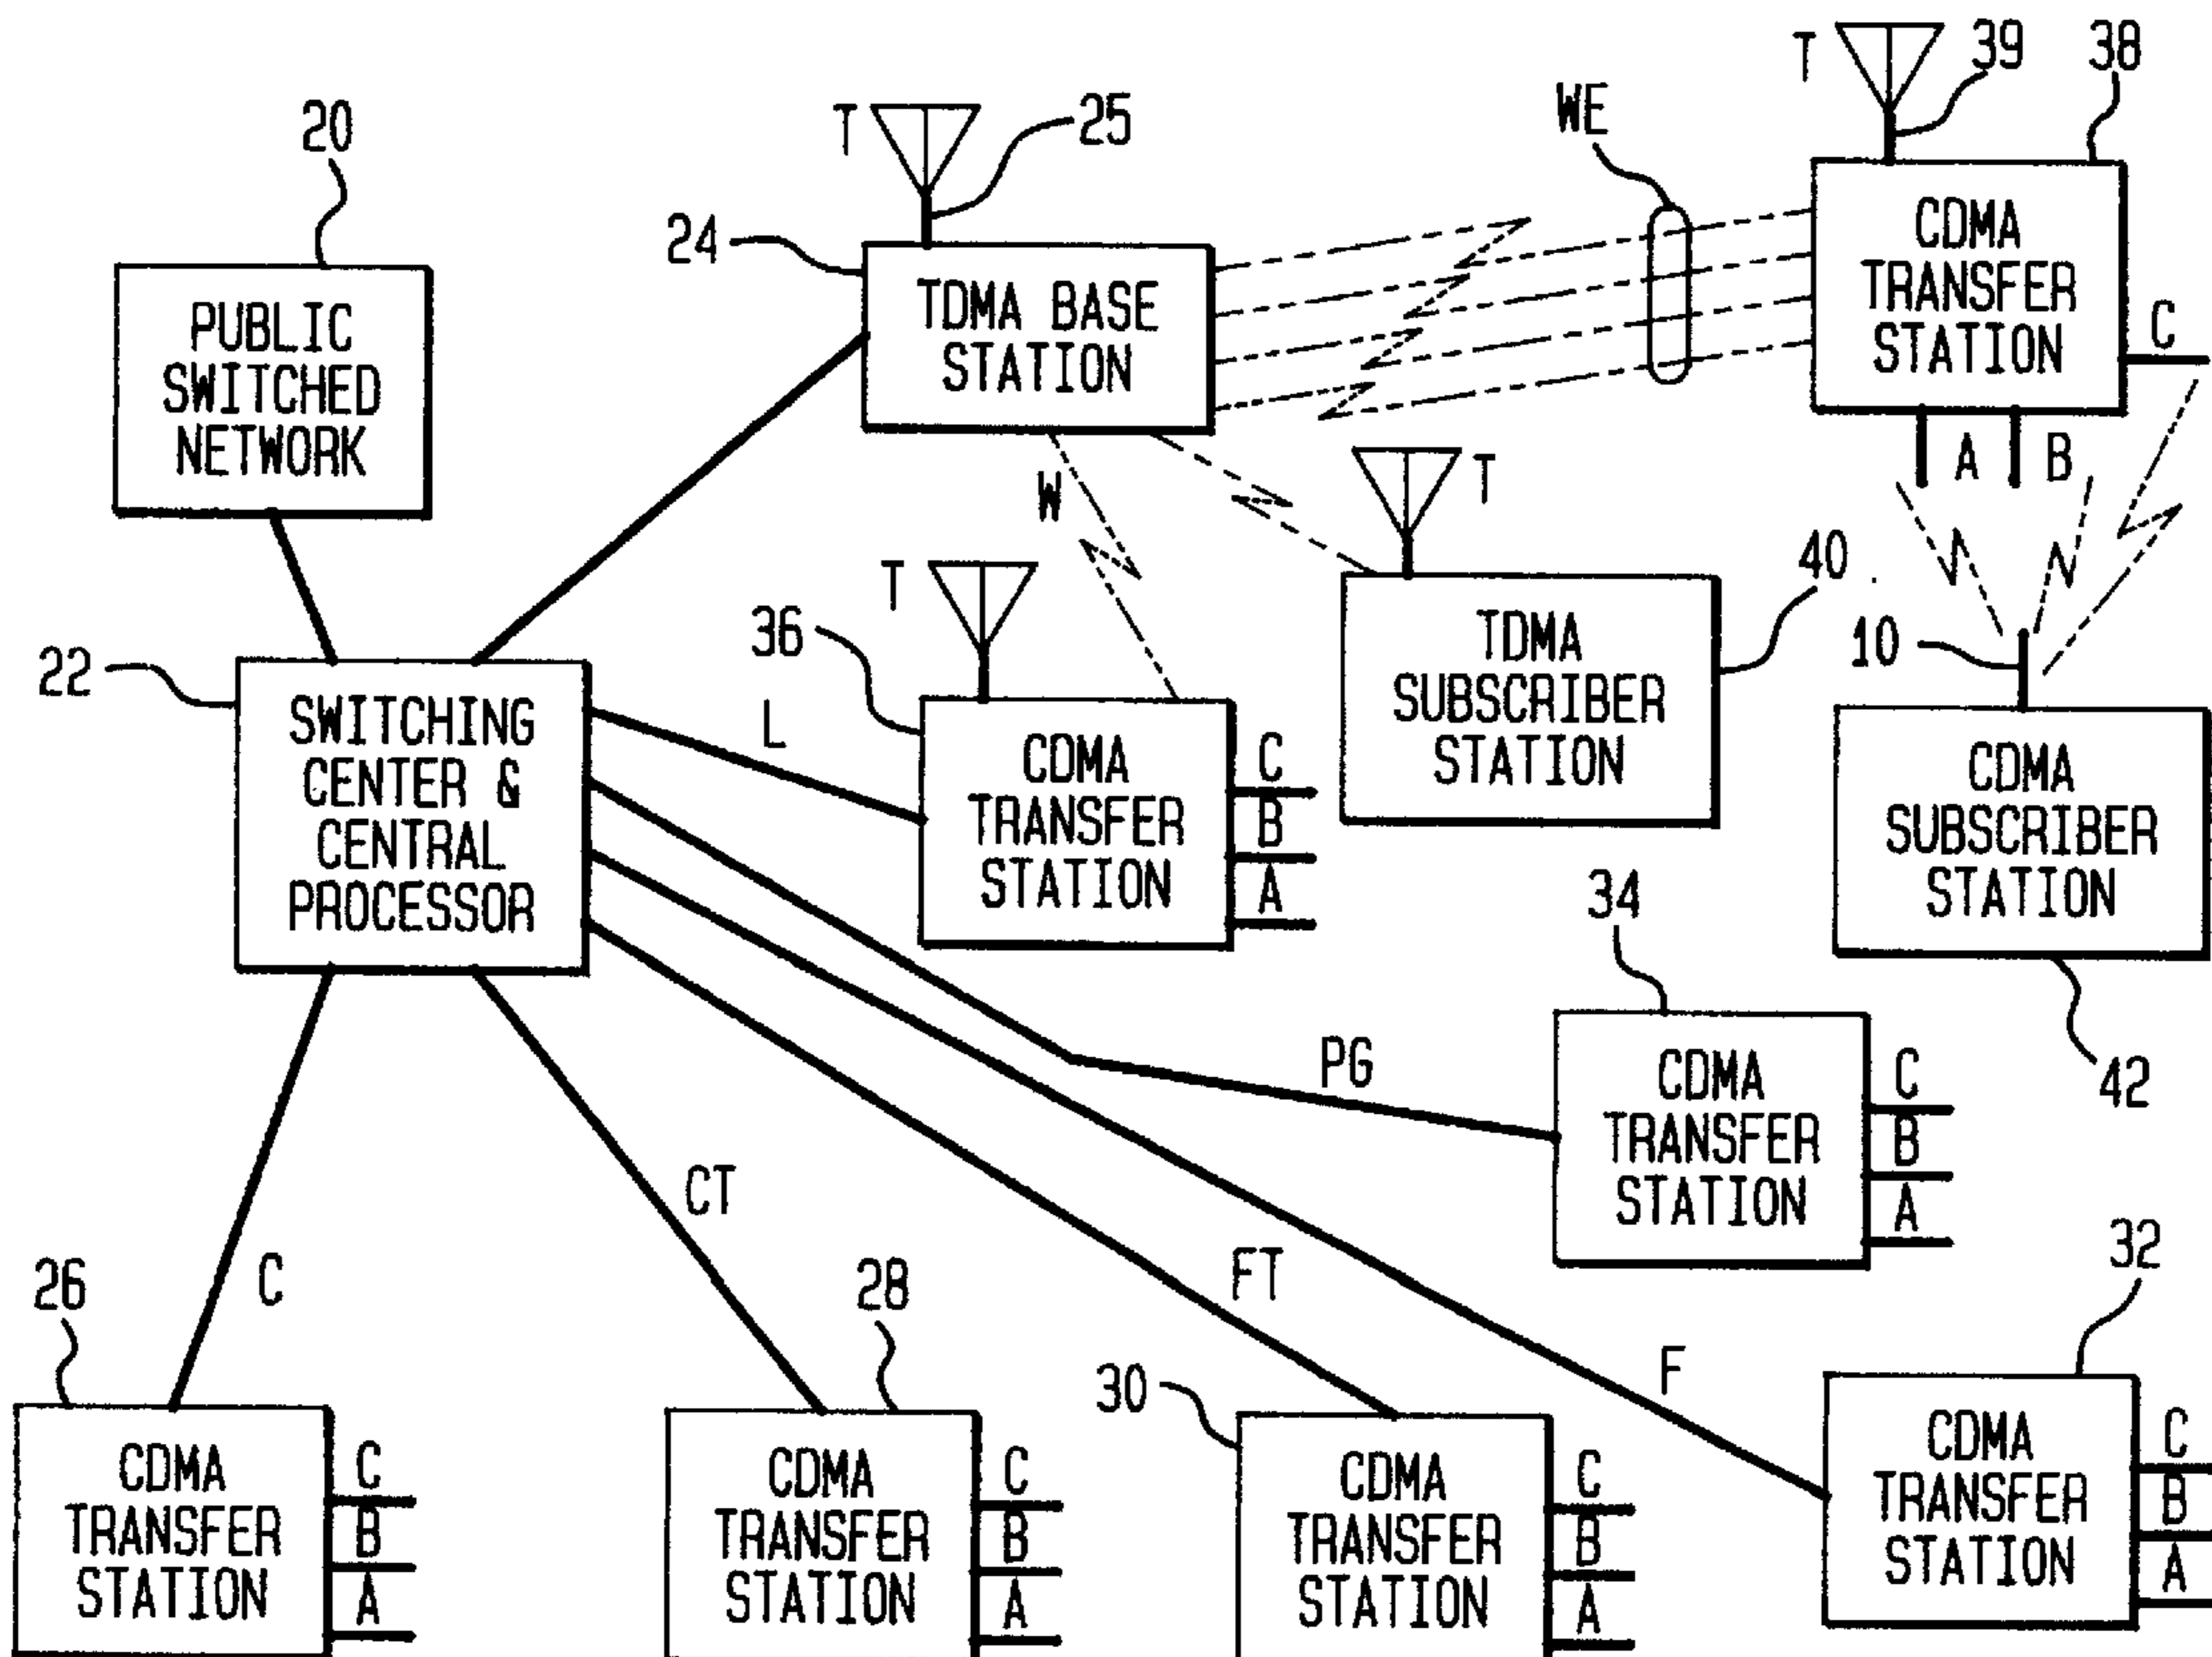 T
39
38
20
T
25
WE
24
CDMA
TRANSFER
STATION
C
TDMA BASE
STATION
PUBLIC
SWITCHED
NETWORK
A
B
W
T
T
40
36
10
22
TDMA
SUBSCRIBER
STATION
SWITCHING
CENTER &
CENTRAL
PROCESSOR
L
CDMA
TRANSFER
STATION
C
B
A
CDMA
SUBSCRIBER
STATION
34
42
PG
CDMA
TRANSFER
STATION
C
B
A
CT
C
FT
F
32
26
28
30
CDMA
TRANSFER
STATION
C
B
A
CDMA
TRANSFER
STATION
C
B
A
CDMA
TRANSFER
STATION
C
B
A
CDMA
TRANSFER
STATION
C
B
A